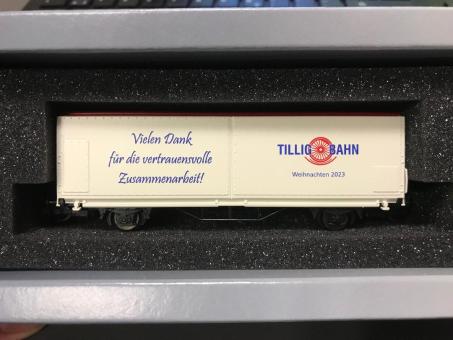 Vielen Dank
für die vertrauensvolle
Zusammenarbeit!
TILLIG BAHN
Weihnachten 2023